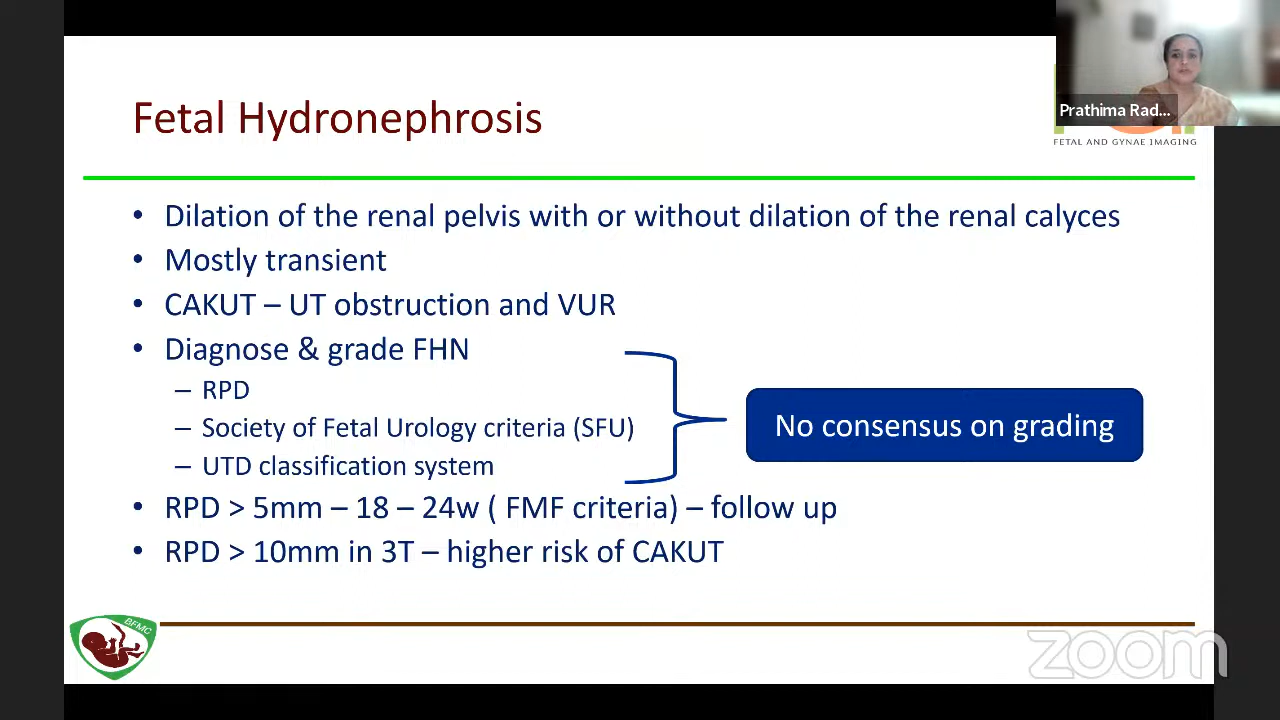 Prathima Rad...
Fetal Hydronephrosis
FETAL AND GYNAE IMAGING
• Dilation of the renal pelvis with or without dilation of the renal calyces
• Mostly transient
• CAKUT – UT obstruction and VUR
• Diagnose & grade FHN
– RPD
– Society of Fetal Urology criteria (SFU)
– UTD classification system
No consensus on grading
• RPD > 5mm – 18 – 24w ( FMF criteria) – follow up
• RPD > 10mm in 3T – higher risk of CAKUT
BFMC
zoom